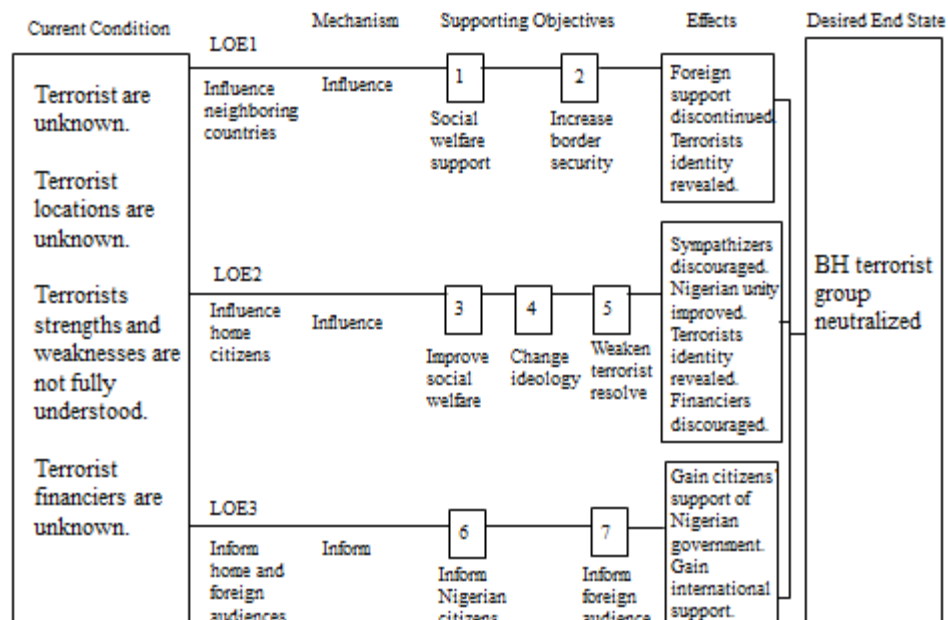 Current Condition
Mechanism
Supporting Objectives
Effects
Desired End State
Terrorist are
unknown.
Terrorist
locations are
unknown.
Terrorists
strengths and
weaknesses are
not fully
understood.
Terrorist
financiers are
unknown.
LOE1
Influence
neighboring
countries
Influence
1
Social
welfare
support
2
Increase
border
security
Foreign
support
discontinued.
Terrorists
identity
revealed.
LOE2
Influence
home
citizens
Influence
3
Improve
social
welfare
4
Change
ideology
5
Weaken
terrorist
resolve
Sympathizers
discouraged.
Nigerian unity
improved.
Terrorists
identity
revealed.
Financiers
discouraged.
LOE3
Inform
home and
foreign
audiences
Inform
6
Inform
Nigerian
citizens
7
Inform
foreign
audience
Gain citizens'
support of
Nigerian
government.
Gain
international
support.
BH terrorist
group
neutralized